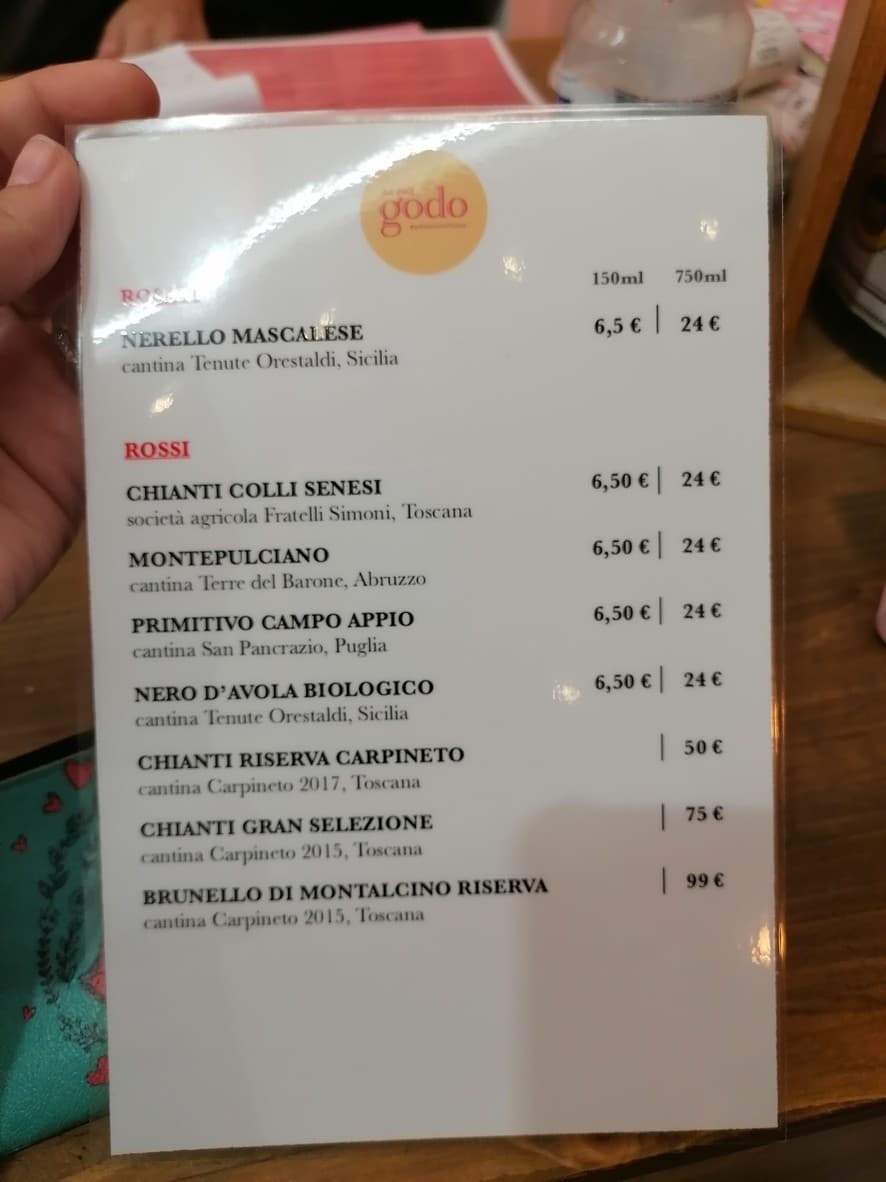 godo
150ml 750ml
NERELLO MASCALESE 6,5 € | 24 €
cantina Tenute Orestaldi, Sicilia
ROSSI
CHIANTI COLLI SENESI 6,50 € | 24 €
società agricola Fratelli Simoni, Toscana
MONTEPULCIANO 6,50 € | 24 €
cantina Terre del Barone, Abruzzo
PRIMITIVO CAMPO APPIO 6,50 € | 24 €
cantina San Pancrazio, Puglia
NERO D'AVOLA BIOLOGICO 6,50 € | 24 €
cantina Tenute Orestaldi, Sicilia
CHIANTI RISERVA CARPINETO | 50 €
cantina Carpineto 2017, Toscana
CHIANTI GRAN SELEZIONE | 75 €
cantina Carpineto 2015, Toscana
BRUNELLO DI MONTALCINO RISERVA | 99 €
cantina Carpineto 2015, Toscana